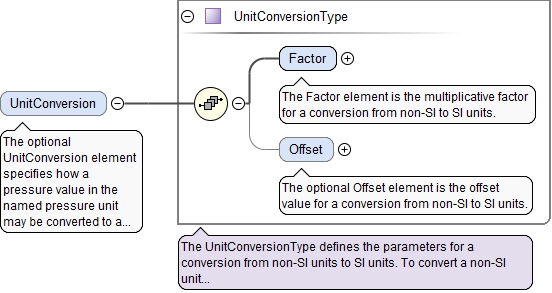 UnitConversionType
Factor
The Factor element is the multiplicative factor
for a conversion from non-SI to SI units.
UnitConversion
The optional
UnitConversion element
specifies how a
pressure value in the
named pressure unit
may be converted to a...
Offset
The optional Offset element is the offset
value for a conversion from non-SI to SI units.
The UnitConversionType defines the parameters for a
conversion from non-SI units to SI units. To convert a non-SI
unit...